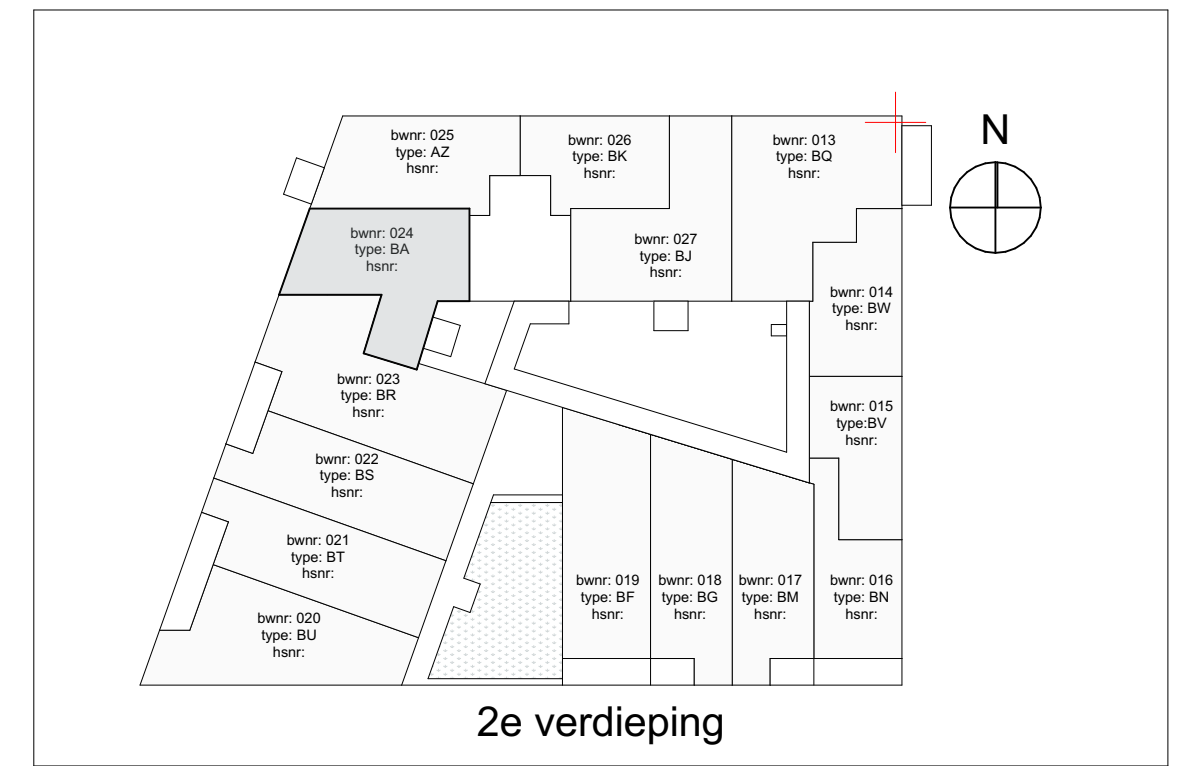 bwnr: 025
type: AZ
hsnr:
bwnr: 026
type: BK
hsnr:
bwnr: 013
type: BQ
hsnr:
N
bwnr: 024
type: BA
hsnr:
bwnr: 027
type: BJ
hsnr:
bwnr: 014
type: BW
hsnr:
bwnr: 023
type: BR
hsnr:
bwnr: 015
type:BV
hsnr:
bwnr: 022
type: BS
hsnr:
bwnr: 021
type: BT
hsnr:
bwnr: 019
type: BF
hsnr:
bwnr: 018
type: BG
hsnr:
bwnr: 017
type: BM
hsnr:
bwnr: 016
type: BN
hsnr:
bwnr: 020
type: BU
hsnr:
2e verdieping